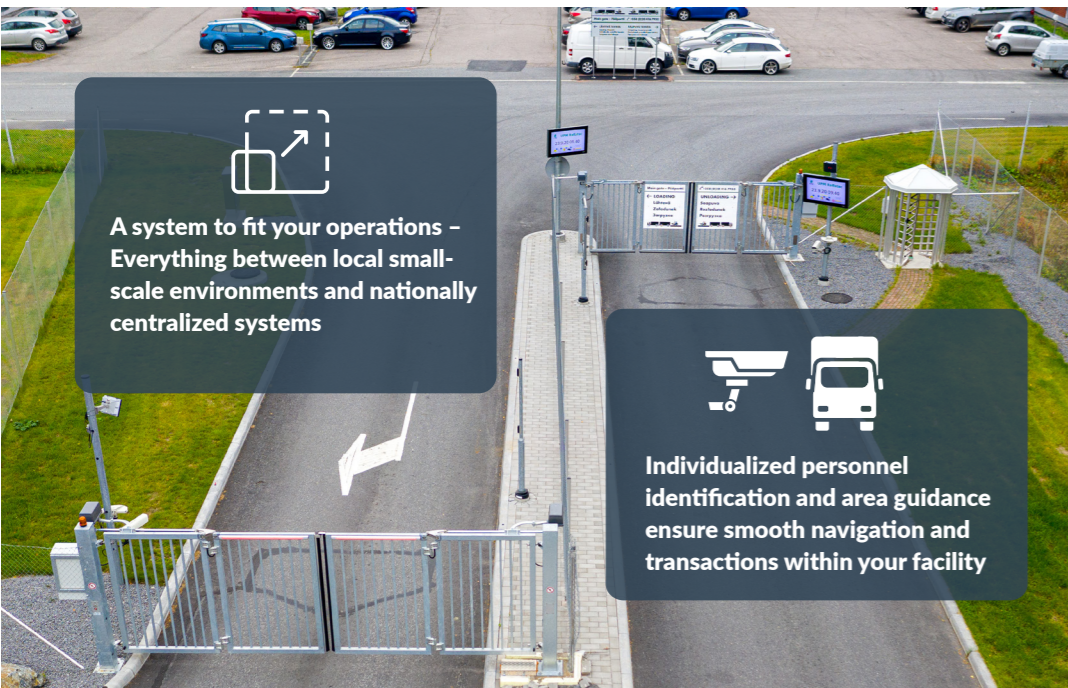 A system to fit your operations –
Everything between local small-
scale environments and nationally
centralized systems
← LOADING
UNLOADING →
Individualized personnel
identification and area guidance
ensure smooth navigation and
transactions within your facility